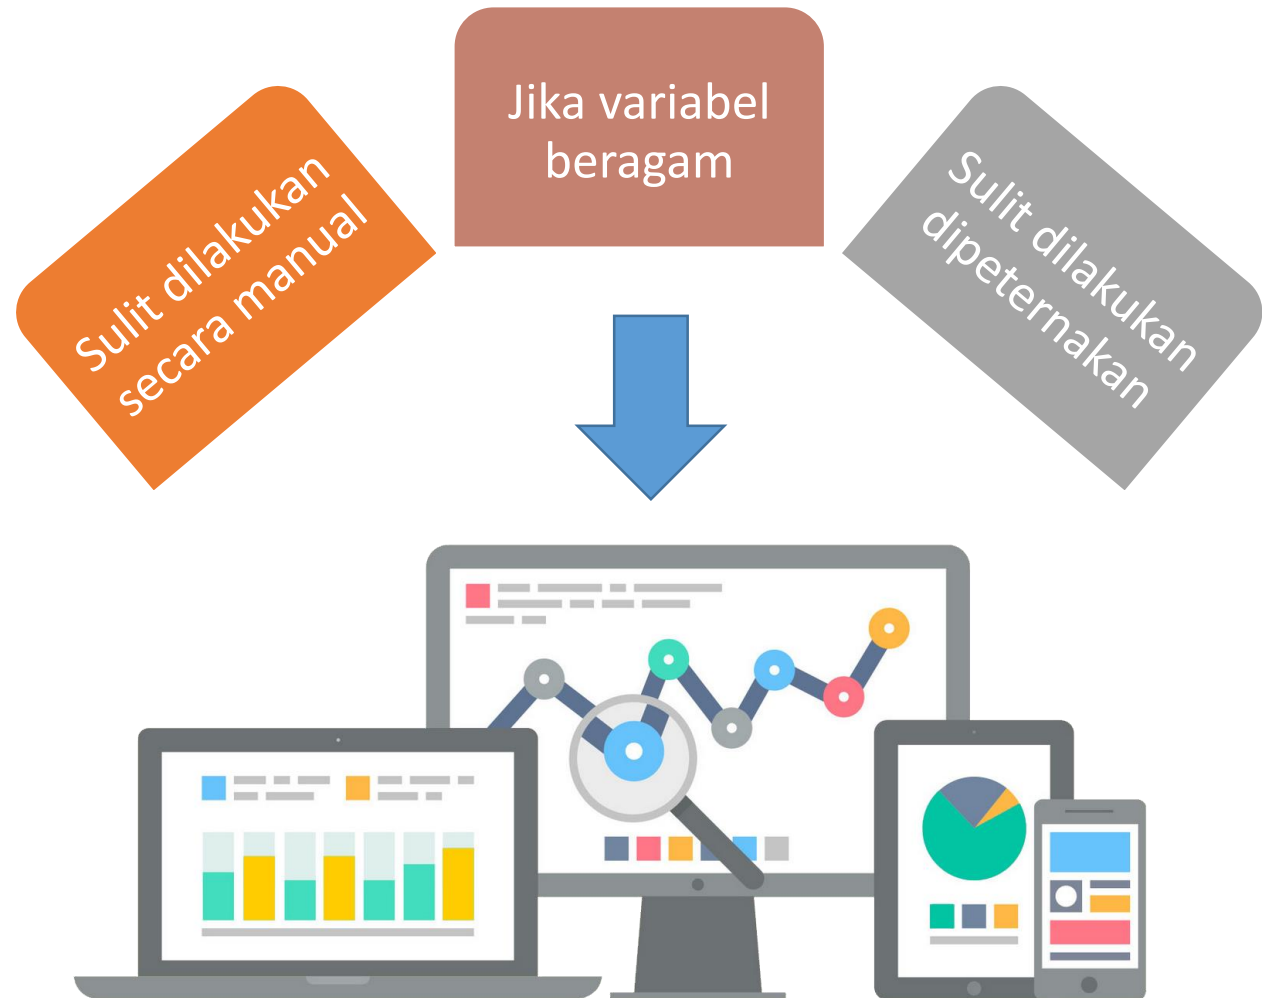 Sulit dilakukan
secara manual
Jika variabel
beragam
Sulit dilakukan
dipeternakan